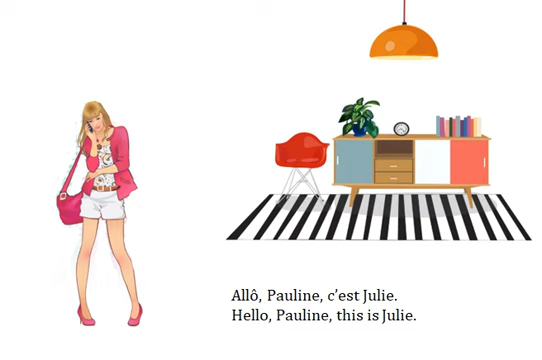 Allô, Pauline, c’est Julie.
Hello, Pauline, this is Julie.